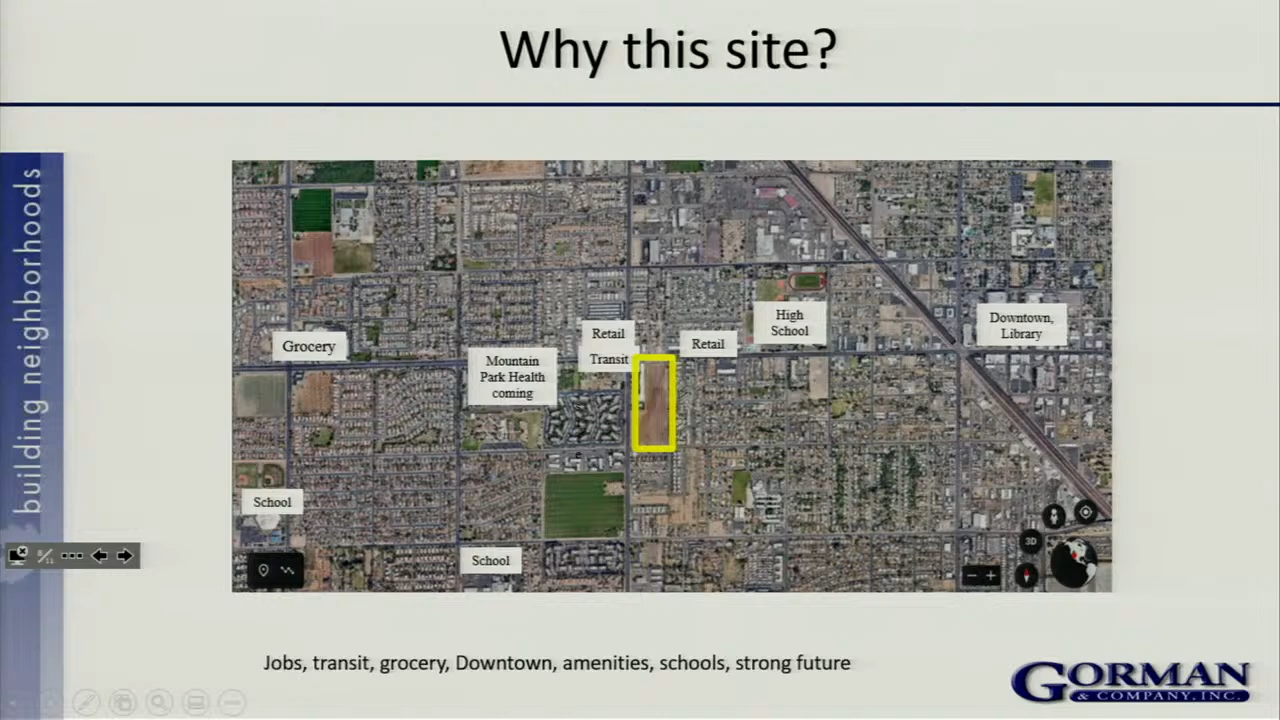 Why this site?
building neighborhoods
Grocery
Mountain
Park Health
coming
Retail
Transit
Retail
High
School
Downtown,
Library
School
School
3D
Jobs, transit, grocery, Downtown, amenities, schools, strong future
GORMAN
& COMPANY, INC.